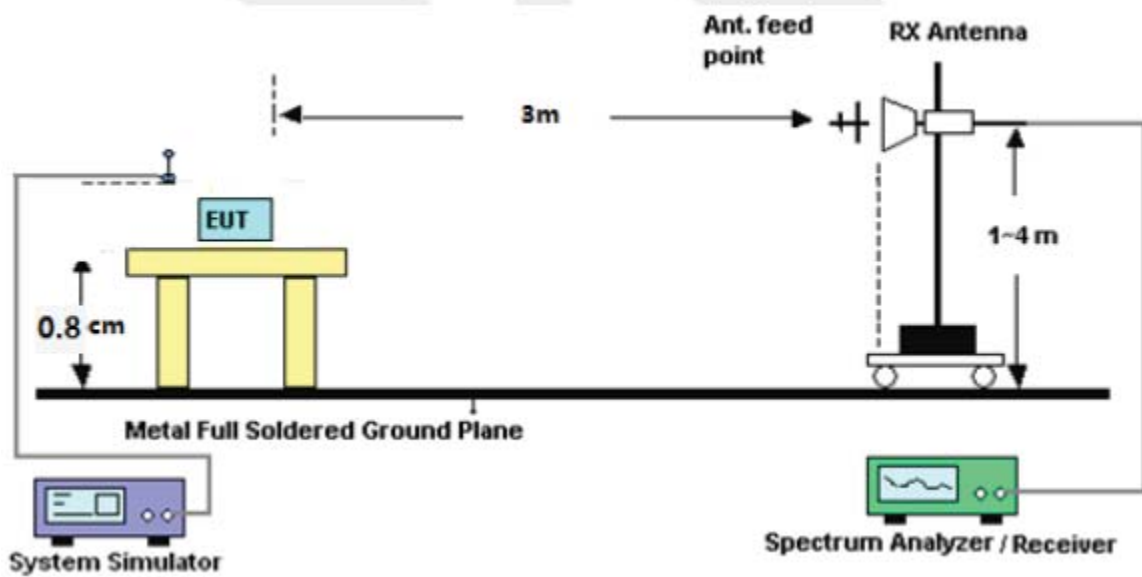 Ant. feed
point
RX Antenna
3m
EUT
1~4 m
0.8 cm
Metal Full Soldered Ground Plane
System Simulator
Spectrum Analyzer / Receiver